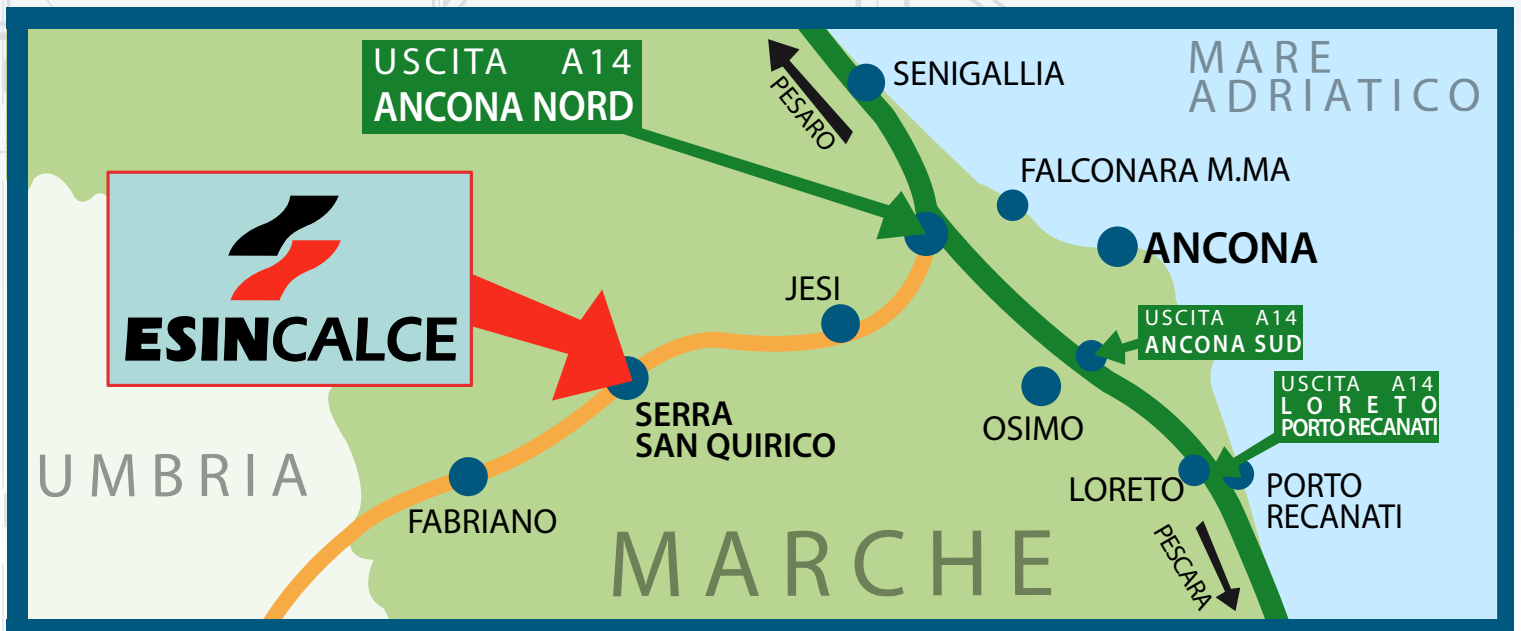 USCITA A14
ANCONA NORD
PESARO
SENIGALLIA
MARE
ADRIATICO
FALCONARA M.MA
ANCONA
ESINCALCE
JESI
USCITA A14
ANCONA SUD
SERRA
SAN QUIRICO
OSIMO
USCITA A14
LORETO
PORTO RECANATI
UMBRIA
FABRIANO
LORETO
PORTO
RECANATI
MARCHE
PESCARA